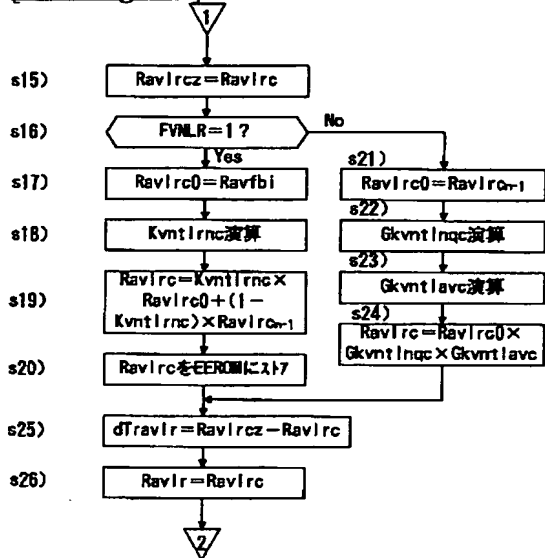 1
s15) Ravlrcz=Ravlrc
s16) FVNLR=1?
No
Yes
s17) Ravlrc0=Ravfbi
s18) Kvntlrnc演算
s19) Ravlrc=Kvntlrnc×
Ravlrc0+(1-
Kvntlrnc)×Ravlrcn-1
s20) RavlrcをEEROMにストア
s21)
Ravlrc0=Ravlrcn-1
s22)
Gkvntlnqc演算
s23)
Gkvntlavc演算
s24)
Ravlrc=Ravlrc0×
Gkvntlnqc×Gkvntlavc
s25) dTravlr=Ravlrcz-Ravlrc
s26) Ravlr=Ravlrc
2